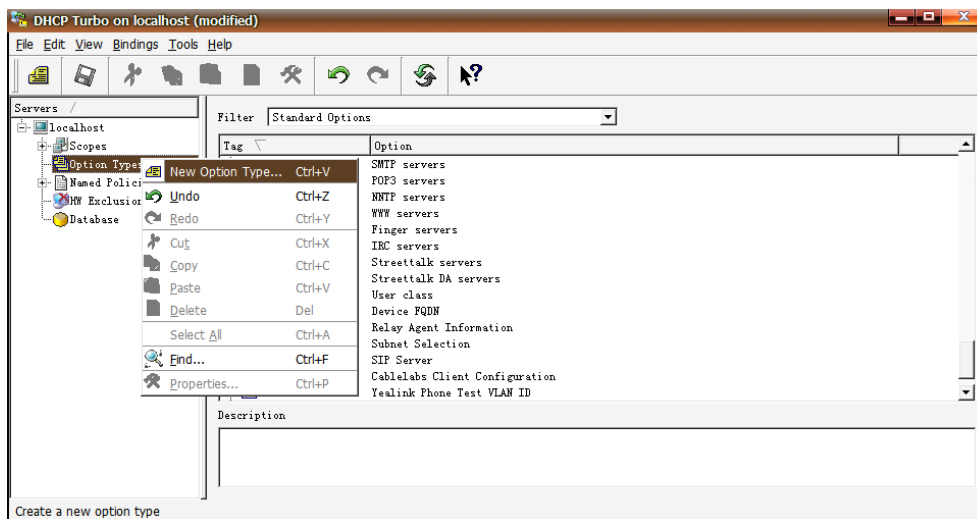 DHCP Turbo on localhost (modified)
File Edit View Bindings Tools Help
Servers
localhost
Scopes
Option Types
Named Polici
HW Exclusion
Database
New Option Type... Ctrl+V
Undo Ctrl+Z
Redo Ctrl+Y
Cut Ctrl+X
Copy Ctrl+C
Paste Ctrl+V
Delete Del
Select All Ctrl+A
Find... Ctrl+F
Properties... Ctrl+P
Filter Standard Options
Tag Option
SMTP servers
POP3 servers
NNTP servers
WWW servers
Finger servers
IRC servers
Streettalk servers
Streettalk DA servers
User class
Device FQDN
Relay Agent Information
Subnet Selection
SIP Server
Cablelabs Client Configuration
Yealink Phone Test VLAN ID
Description
Create a new option type